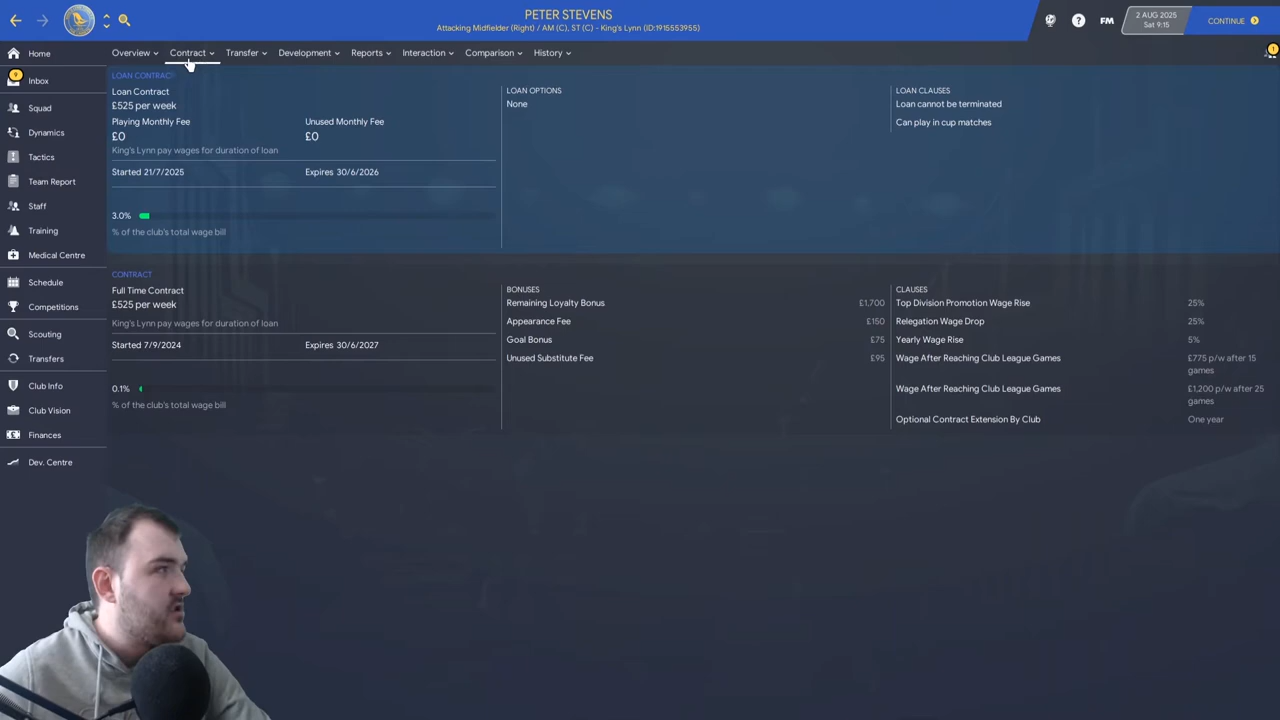 PETER STEVENS
Attacking Midfielder (Right) / AM (C), ST (C) - King's Lynn (ID:1915553955)
FM
2 AUG 2025
Sat 9:15
CONTINUE
Overview
Contract
Transfer
Development
Reports
Interaction
Comparison
History
1
Home
9
Inbox
Squad
Dynamics
Tactics
Team Report
Staff
Training
Medical Centre
Schedule
Competitions
Scouting
Transfers
Club Info
Club Vision
Finances
Dev. Centre
LOAN CONTRACT
Loan Contract
£525 per week
Playing Monthly Fee
Unused Monthly Fee
£0
£0
King's Lynn pay wages for duration of loan
Started 21/7/2025
Expires 30/6/2026
3.0%
% of the club's total wage bill
LOAN OPTIONS
None
LOAN CLAUSES
Loan cannot be terminated
Can play in cup matches
CONTRACT
Full Time Contract
£525 per week
King's Lynn pay wages for duration of loan
Started 7/9/2024
Expires 30/6/2027
0.1%
% of the club's total wage bill
BONUSES
Remaining Loyalty Bonus £1,700
Appearance Fee £150
Goal Bonus £75
Unused Substitute Fee £95
CLAUSES
Top Division Promotion Wage Rise 25%
Relegation Wage Drop 25%
Yearly Wage Rise 5%
Wage After Reaching Club League Games £775 p/w after 15
games
Wage After Reaching Club League Games £1,200 p/w after 25
games
Optional Contract Extension By Club One year